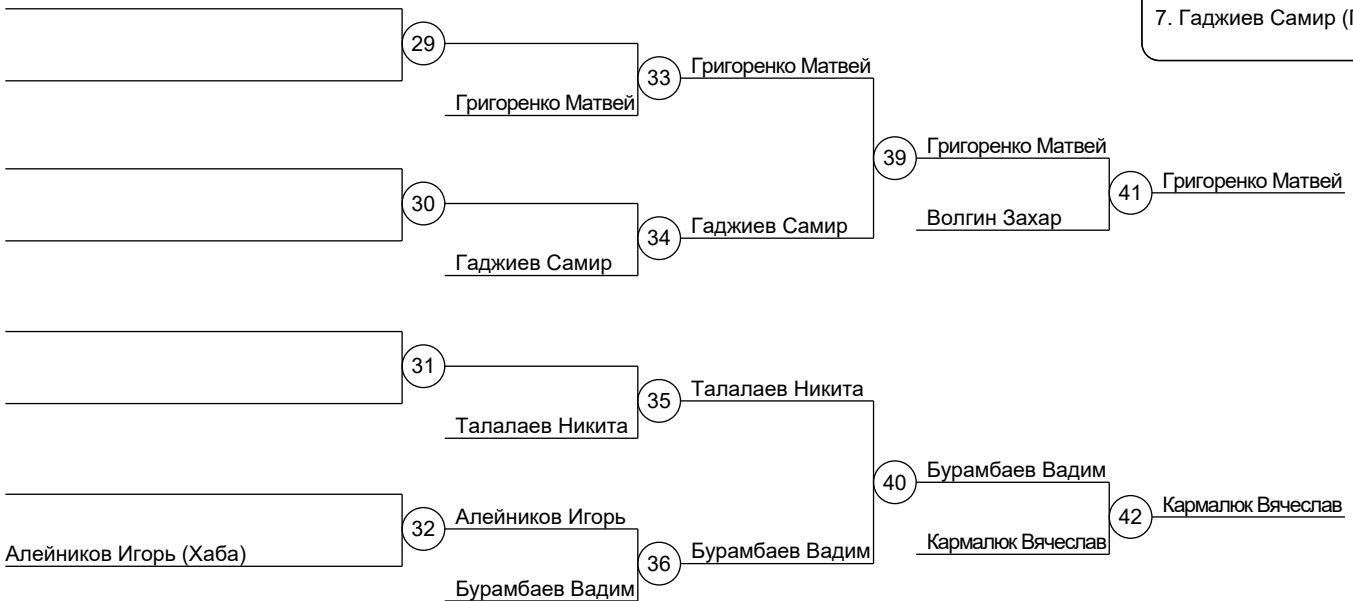 7. Гаджиев Самир (
29
33
Григоренко Матвей
Григоренко Матвей
39
Григоренко Матвей
41
Григоренко Матвей
30
34
Гаджиев Самир
Волгин Захар
Гаджиев Самир
31
35
Талалаев Никита
Талалаев Никита
40
Бурамбаев Вадим
42
Кармалюк Вячеслав
32
Алейников Игорь
Кармалюк Вячеслав
Алейников Игорь (Хаба)
36
Бурамбаев Вадим
Бурамбаев Вадим